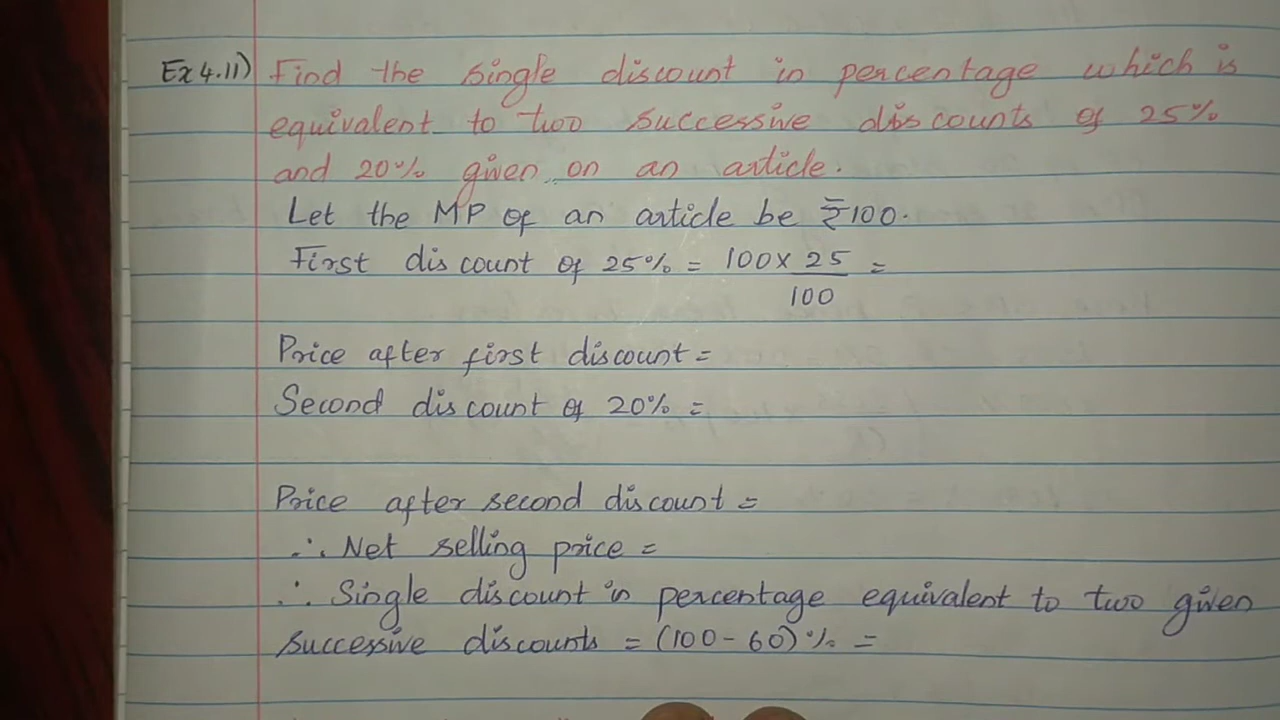 Ex 4.11) Find the single discount in percentage which is
equivalent to two successive discounts of 25%
and 20% given on an article.
Let the MP of an article be ₹100.
First discount of 25% = 100 x 25 =
100
Price after first discount =
Second discount of 20% =
Price after second discount =
∴ Net selling price =
∴ Single discount in percentage equivalent to two given
successive discounts = (100 - 60) % =